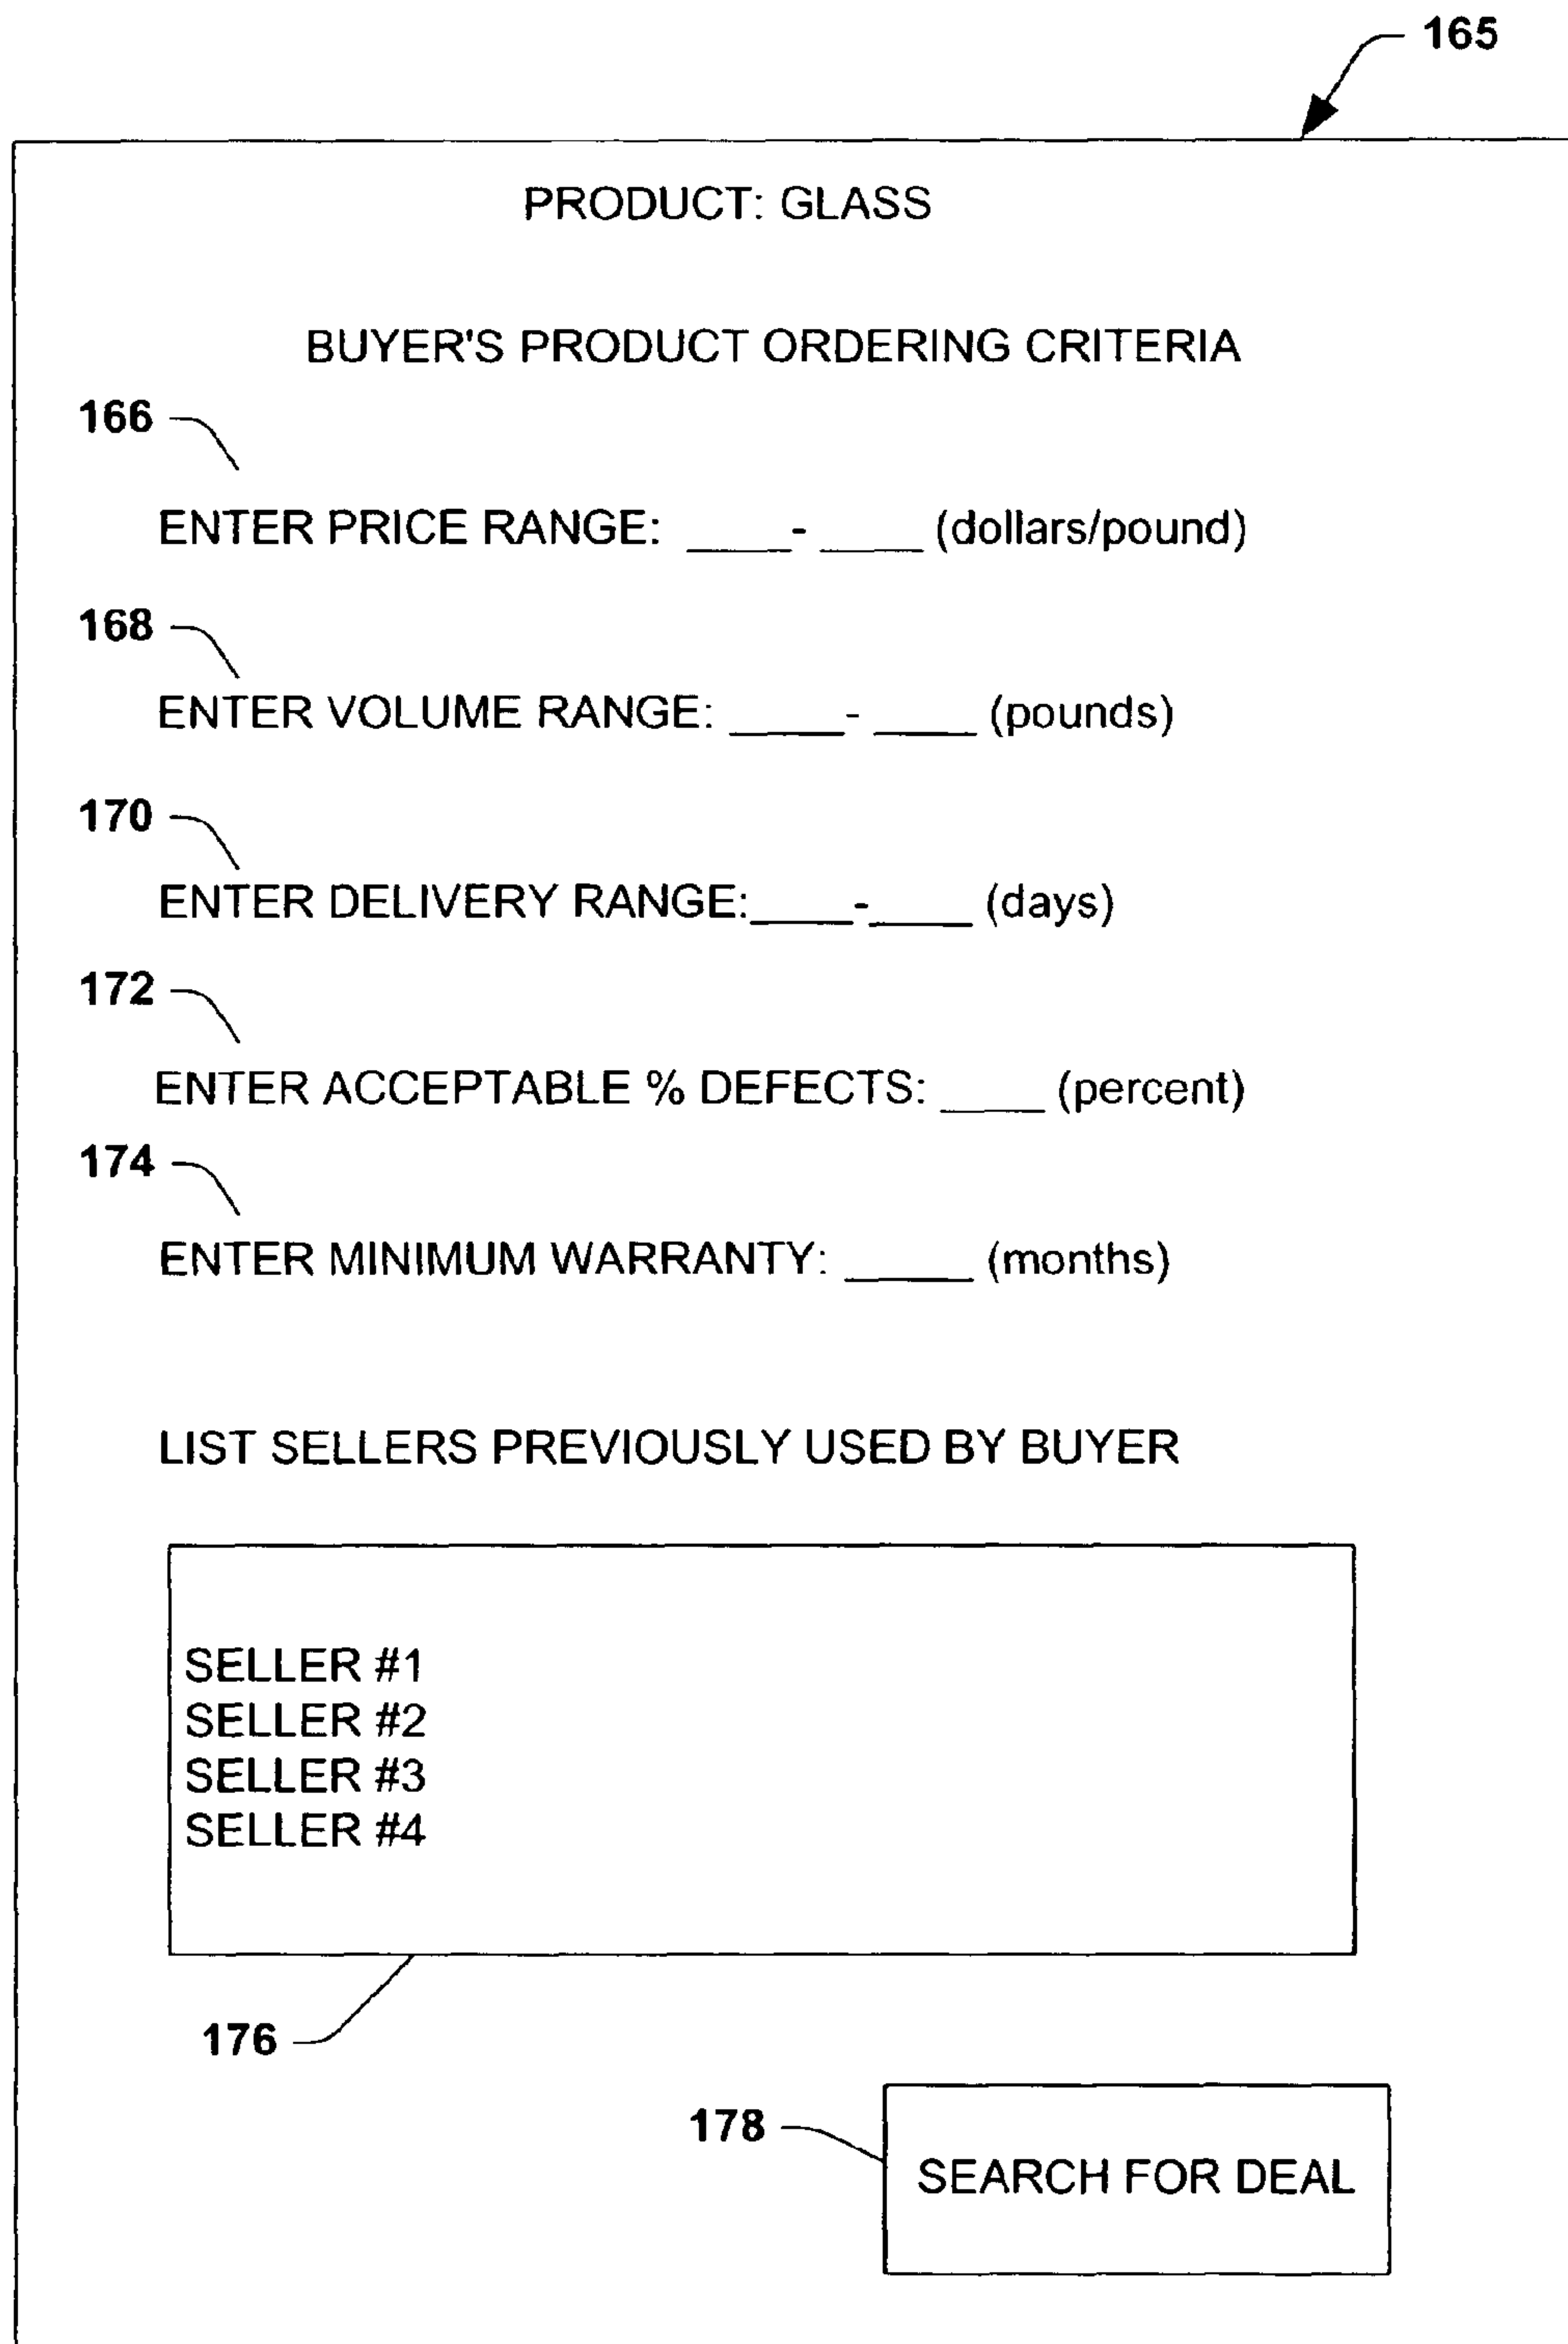 165
PRODUCT: GLASS
BUYER'S PRODUCT ORDERING CRITERIA
166
ENTER PRICE RANGE: ____- ____ (dollars/pound)
168
ENTER VOLUME RANGE: ____- ____ (pounds)
170
ENTER DELIVERY RANGE:____-____ (days)
172
ENTER ACCEPTABLE % DEFECTS: ____ (percent)
174
ENTER MINIMUM WARRANTY: _____ (months)
LIST SELLERS PREVIOUSLY USED BY BUYER
SELLER #1
SELLER #2
SELLER #3
SELLER #4
176
178
SEARCH FOR DEAL